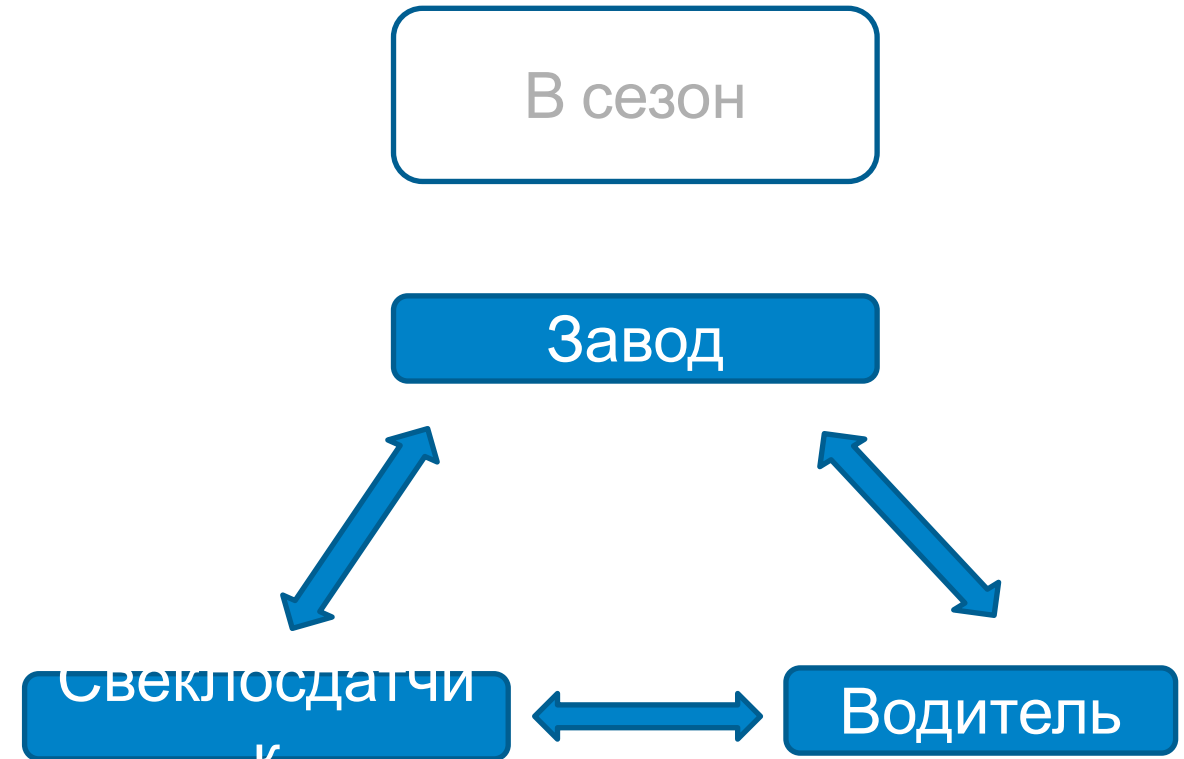 В сезон
Завод
Свеклосдатчи
к
Водитель